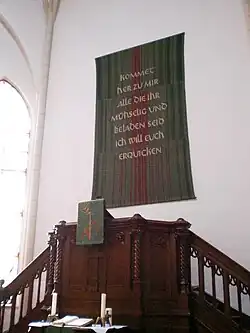 Kommet
her zu mir
alle die ihr
mühselig und
beladen seid
ich will euch
erquicken